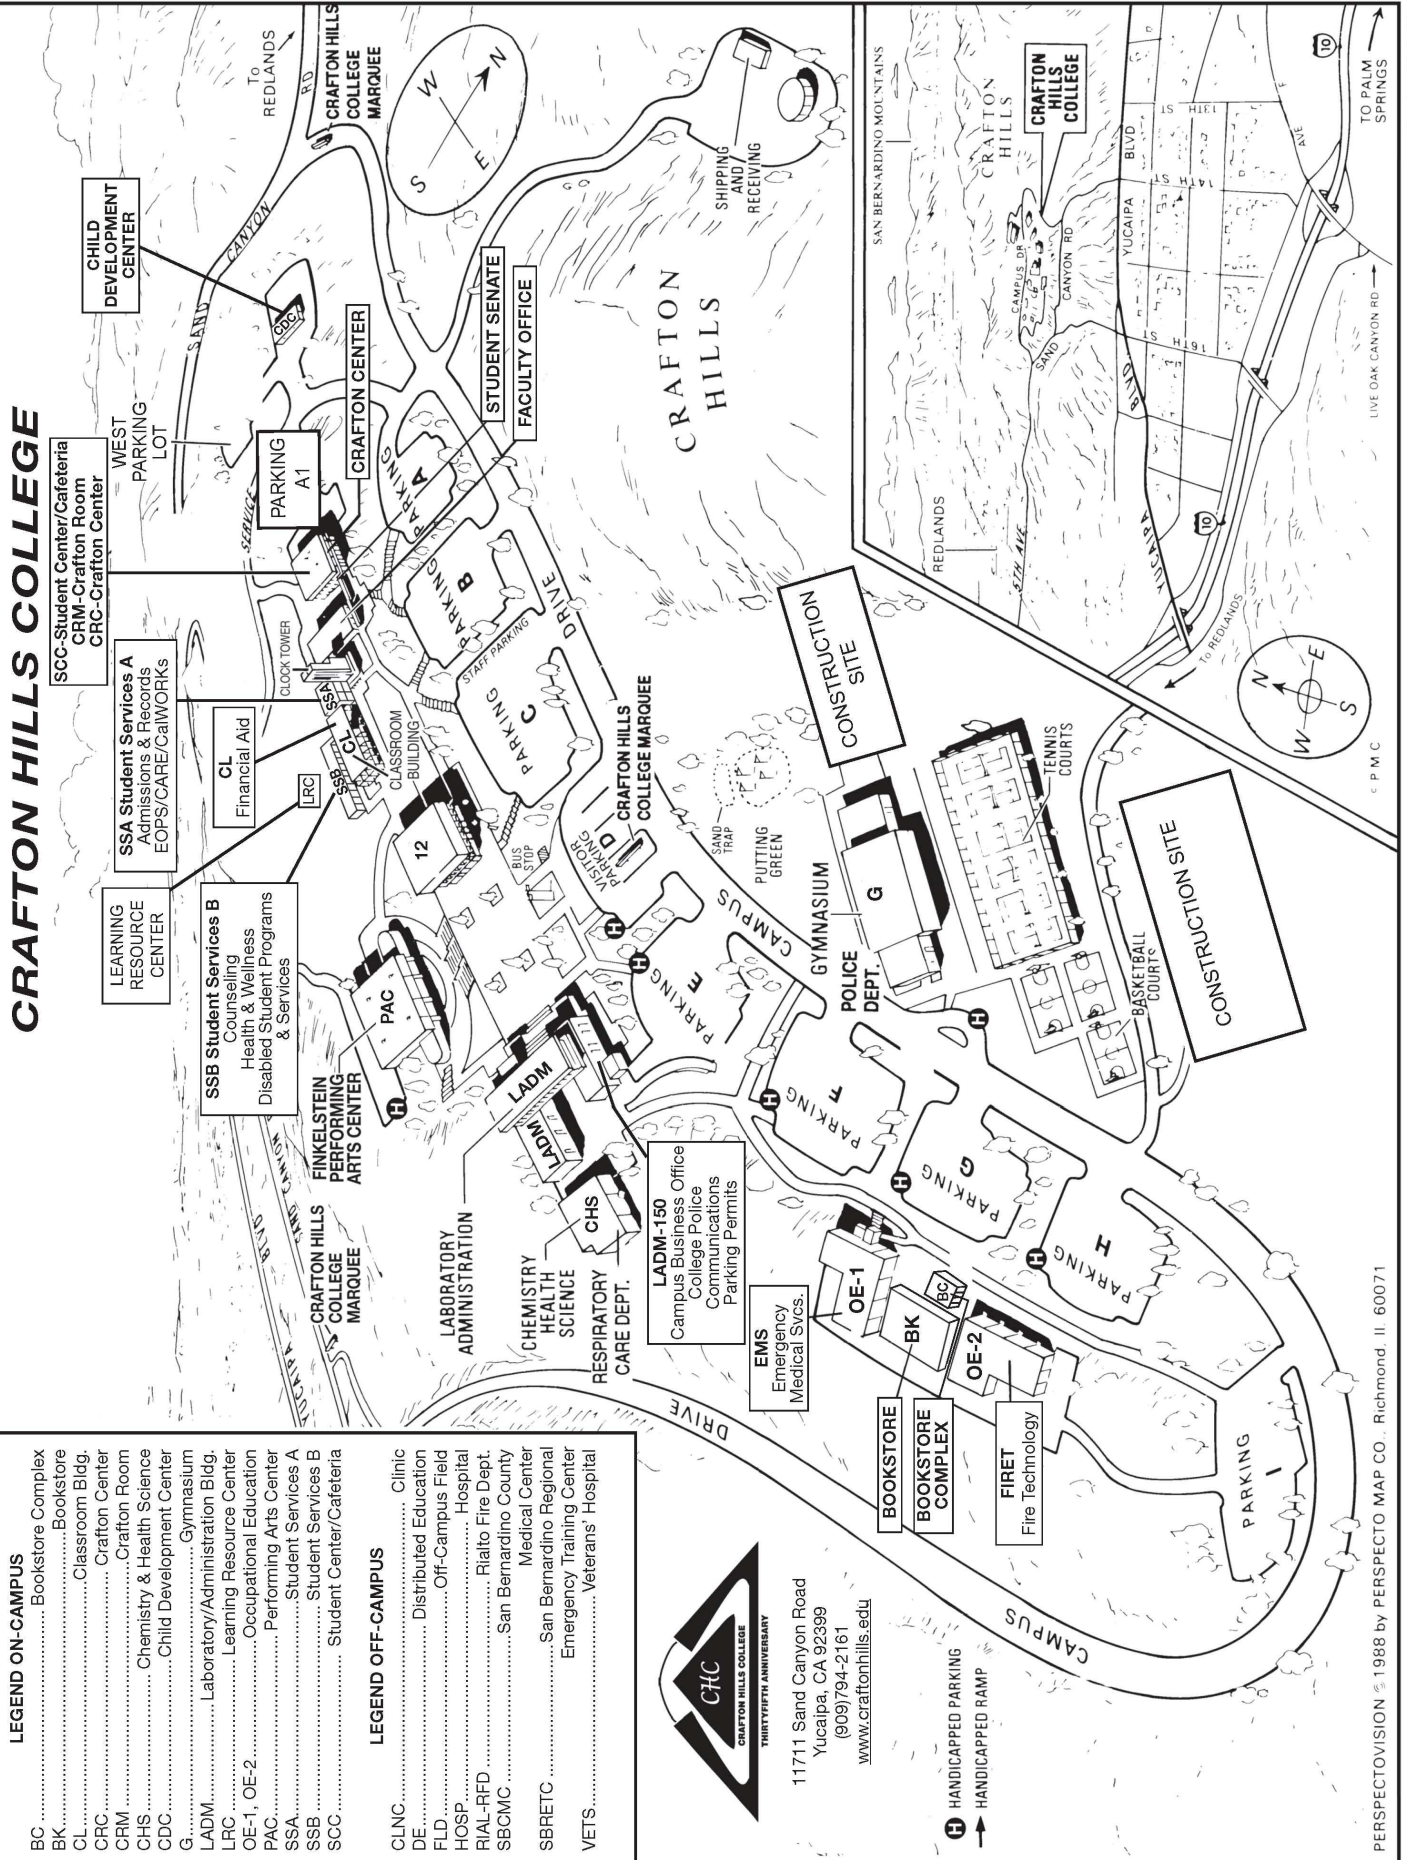 CRAFTON HILLS COLLEGE
LEGEND ON-CAMPUS
BC .......... Bookstore Complex
BK .......... Bookstore
CL .......... Classroom Bldg.
CRC .......... Crafton Center
CRM .......... Crafton Room
CHS .......... Chemistry & Health Science
CDC .......... Child Development Center
G .......... Gymnasium
LADM .......... Laboratory/Administration Bldg.
LRC .......... Learning Resource Center
OE-1, OE-2 .......... Occupational Education
PAC .......... Performing Arts Center
SSA .......... Student Services A
SSB .......... Student Services B
SCC .......... Student Center/Cafeteria
LEGEND OFF-CAMPUS
CLNC .......... Clinic
DE .......... Distributed Education
FLD .......... Off-Campus Field
HOSP .......... Hospital
RIAL-RFD .......... Rialto Fire Dept.
SBCMC .......... San Bernardino County
Medical Center
SBRETC .......... San Bernardino Regional
Emergency Training Center
VETS .......... Veterans' Hospital
CHC
CRAFTON HILLS COLLEGE
THIRTYFIFTH ANNIVERSARY
11711 Sand Canyon Road
Yucaipa, CA 92399
(909)794-2161
www.craftonhills.edu
H HANDICAPPED PARKING
HANDICAPPED RAMP
PERSPECTOVISION © 1988 by PERSPECTO MAP CO., Richmond, Il. 60071
LEARNING
RESOURCE
CENTER
SSB Student Services B
Counseling
Health & Wellness
Disabled Student Programs
& Services
SSA Student Services A
Admissions & Records
EOPS/CARE/CalWORKs
CL
Financial Aid
LRC
SCC-Student Center/Cafeteria
CRM-Crafton Room
CRC-Crafton Center
WEST
PARKING
LOT
CHILD
DEVELOPMENT
CENTER
CDC
SAND CANYON RD
To
REDLANDS
CRAFTON HILLS
COLLEGE
MARQUEE
S W N E
SERVICE
PARKING
A1
CRAFTON CENTER
STUDENT SENATE
FACULTY OFFICE
CLOCK TOWER
SSA
CL
SSB
CLASSROOM
BUILDING
12
PARKING A
PARKING B
STAFF PARKING
PARKING C
DRIVE
BUS
STOP
VISITOR
PARKING
D
CRAFTON HILLS
COLLEGE MARQUEE
SHIPPING
AND
RECEIVING
CRAFTON
HILLS
PAC
FINKELSTEIN
PERFORMING
ARTS CENTER
H
H
H
YUCAIPA BLVD
SAND CANYON
CRAFTON HILLS
COLLEGE
MARQUEE
LABORATORY
ADMINISTRATION
LADM
LADM
CHEMISTRY
HEALTH
SCIENCE
CHS
RESPIRATORY
CARE DEPT.
LADM-150
Campus Business Office
College Police
Communications
Parking Permits
PARKING E
CAMPUS
SAND
TRAP
PUTTING
GREEN
CONSTRUCTION
SITE
GYMNASIUM
G
POLICE
DEPT.
TENNIS
COURTS
BASKETBALL
COURTS
CONSTRUCTION SITE
H
H
H
H
PARKING F
PARKING G
PARKING H
PARKING I
EMS
Emergency
Medical Svcs.
OE-1
BK
BC
OE-2
BOOKSTORE
BOOKSTORE
COMPLEX
FIRET
Fire Technology
DRIVE
CAMPUS
SAN BERNARDINO MOUNTAINS
CRAFTON
HILLS
CRAFTON
HILLS
COLLEGE
CAMPUS DR
SAND CANYON RD
REDLANDS
5TH AVE
YUCAIPA BLVD
YUCAIPA BLVD
16TH ST
14TH ST
13TH ST
F
AVE
10
10
To REDLANDS
TO PALM
SPRINGS
LIVE OAK CANYON RD
N E S W
© PMC